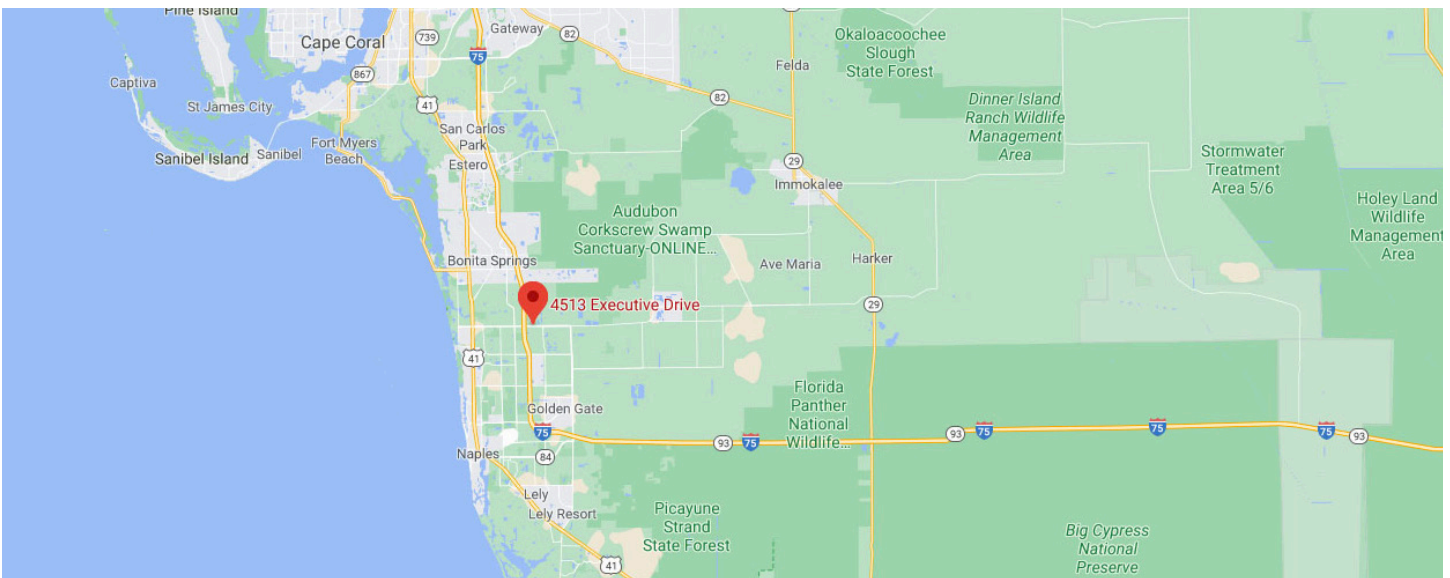 Pine Island
Cape Coral
739
Gateway
82
Okaloacoochee
Slough
State Forest
75
Felda
Captiva
867
41
82
St James City
Dinner Island
Ranch Wildlife
Management
Area
San Carlos
Park
Fort Myers
Beach
Sanibel Island
Sanibel
Estero
29
Immokalee
Stormwater
Treatment
Area 5/6
Holey Land
Wildlife
Management
Area
Audubon
Corkscrew Swamp
Sanctuary-ONLINE...
Bonita Springs
Ave Maria
Harker
4513 Executive Drive
29
41
Florida
Panther
National
Wildlife...
Golden Gate
75
93
75
93
75
75
93
Naples
84
Lely
Lely Resort
Picayune
Strand
State Forest
Big Cypress
National
Preserve
41